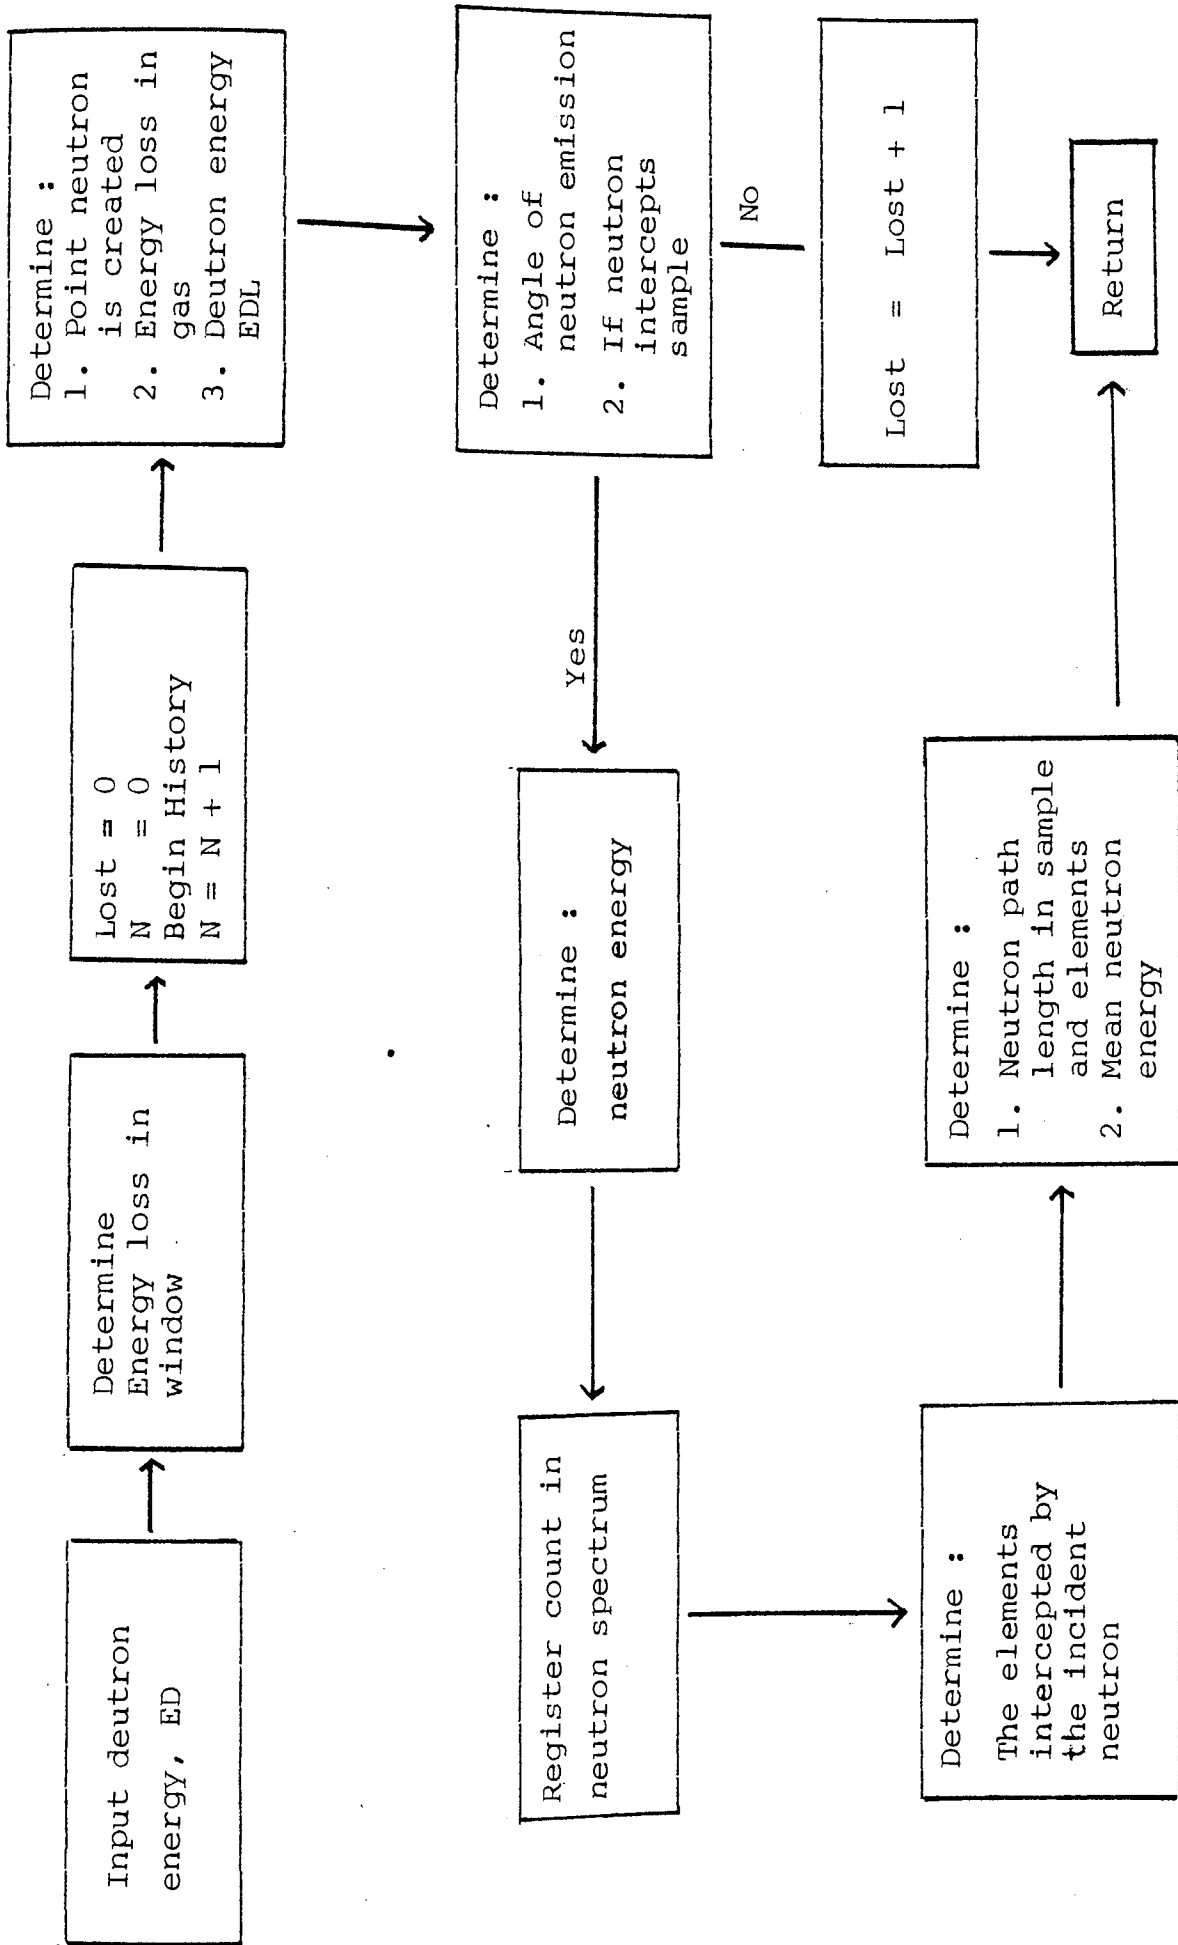 Input deutron
energy, ED
Determine
Energy loss in
window
Lost = 0
N = 0
Begin History
N = N + 1
Determine :
1. Point neutron
is created
2. Energy loss in
gas
3. Deutron energy
EDL
Determine :
1. Angle of
neutron emission
2. If neutron
intercepts
sample
Yes
No
Determine :
neutron energy
Register count in
neutron spectrum
Determine :
The elements
intercepted by
the incident
neutron
Determine :
1. Neutron path
length in sample
and elements
2. Mean neutron
energy
Lost = Lost + 1
Return